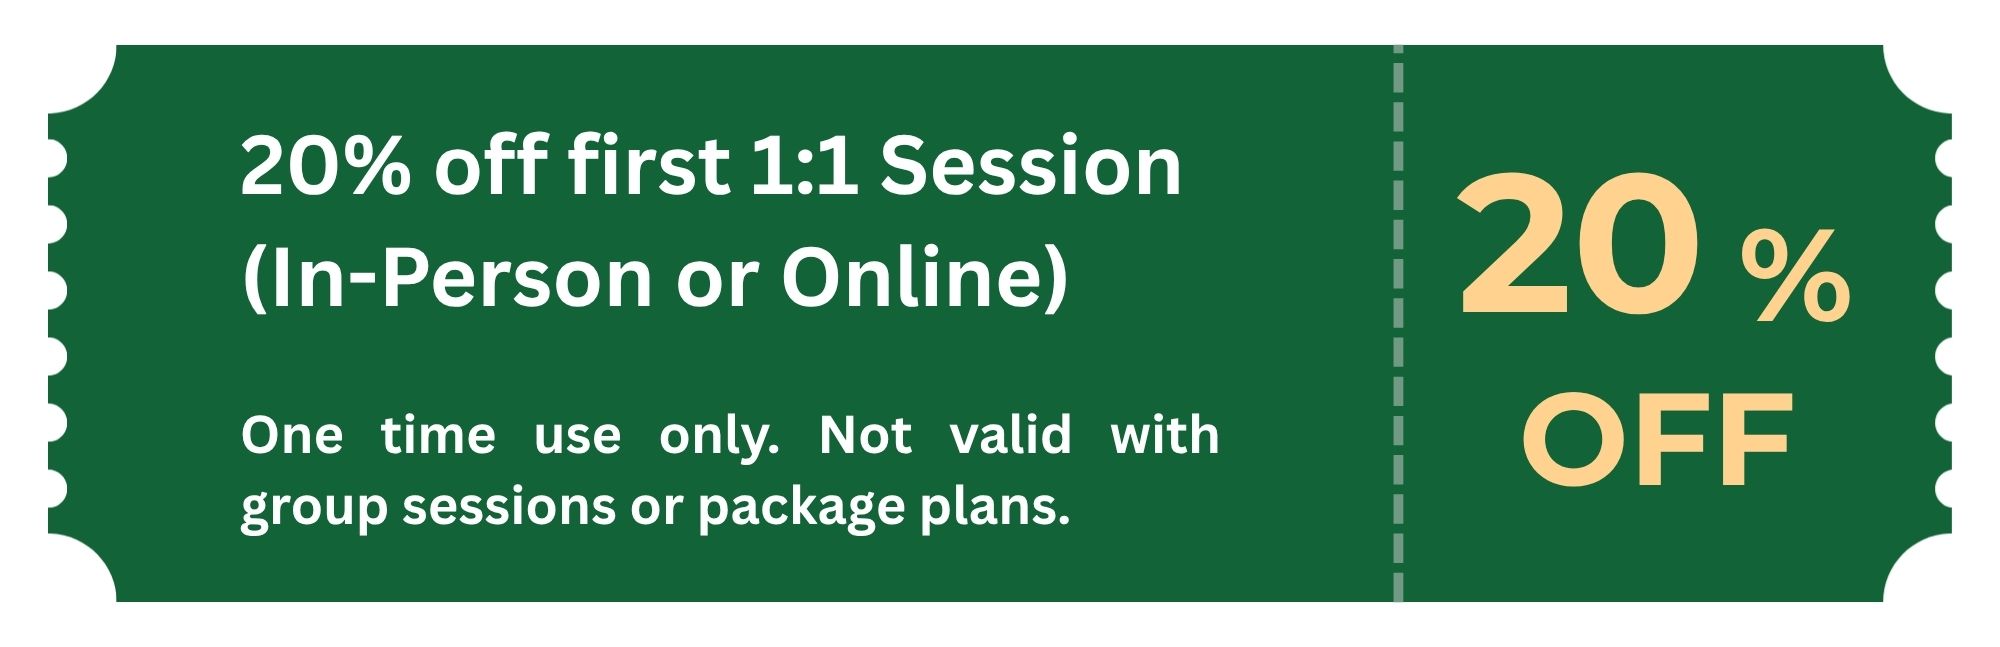 20% off first 1:1 Session
(In-Person or Online)
One time use only. Not valid with
group sessions or package plans.
20 %
OFF